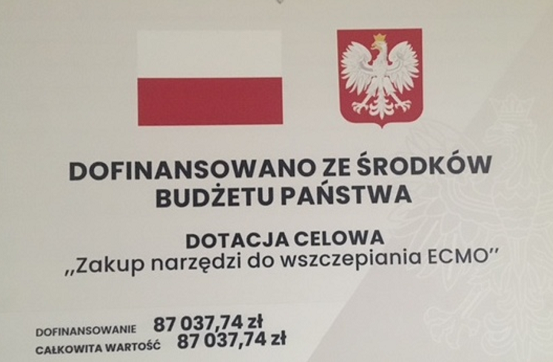 DOFINANSOWANO ZE ŚRODKÓW
BUDŻETU PAŃSTWA
DOTACJA CELOWA
,,Zakup narzędzi do wszczepiania ECMO’’
DOFINANSOWANIE 87 037,74 zł
CAŁKOWITA WARTOŚĆ 87 037,74 zł